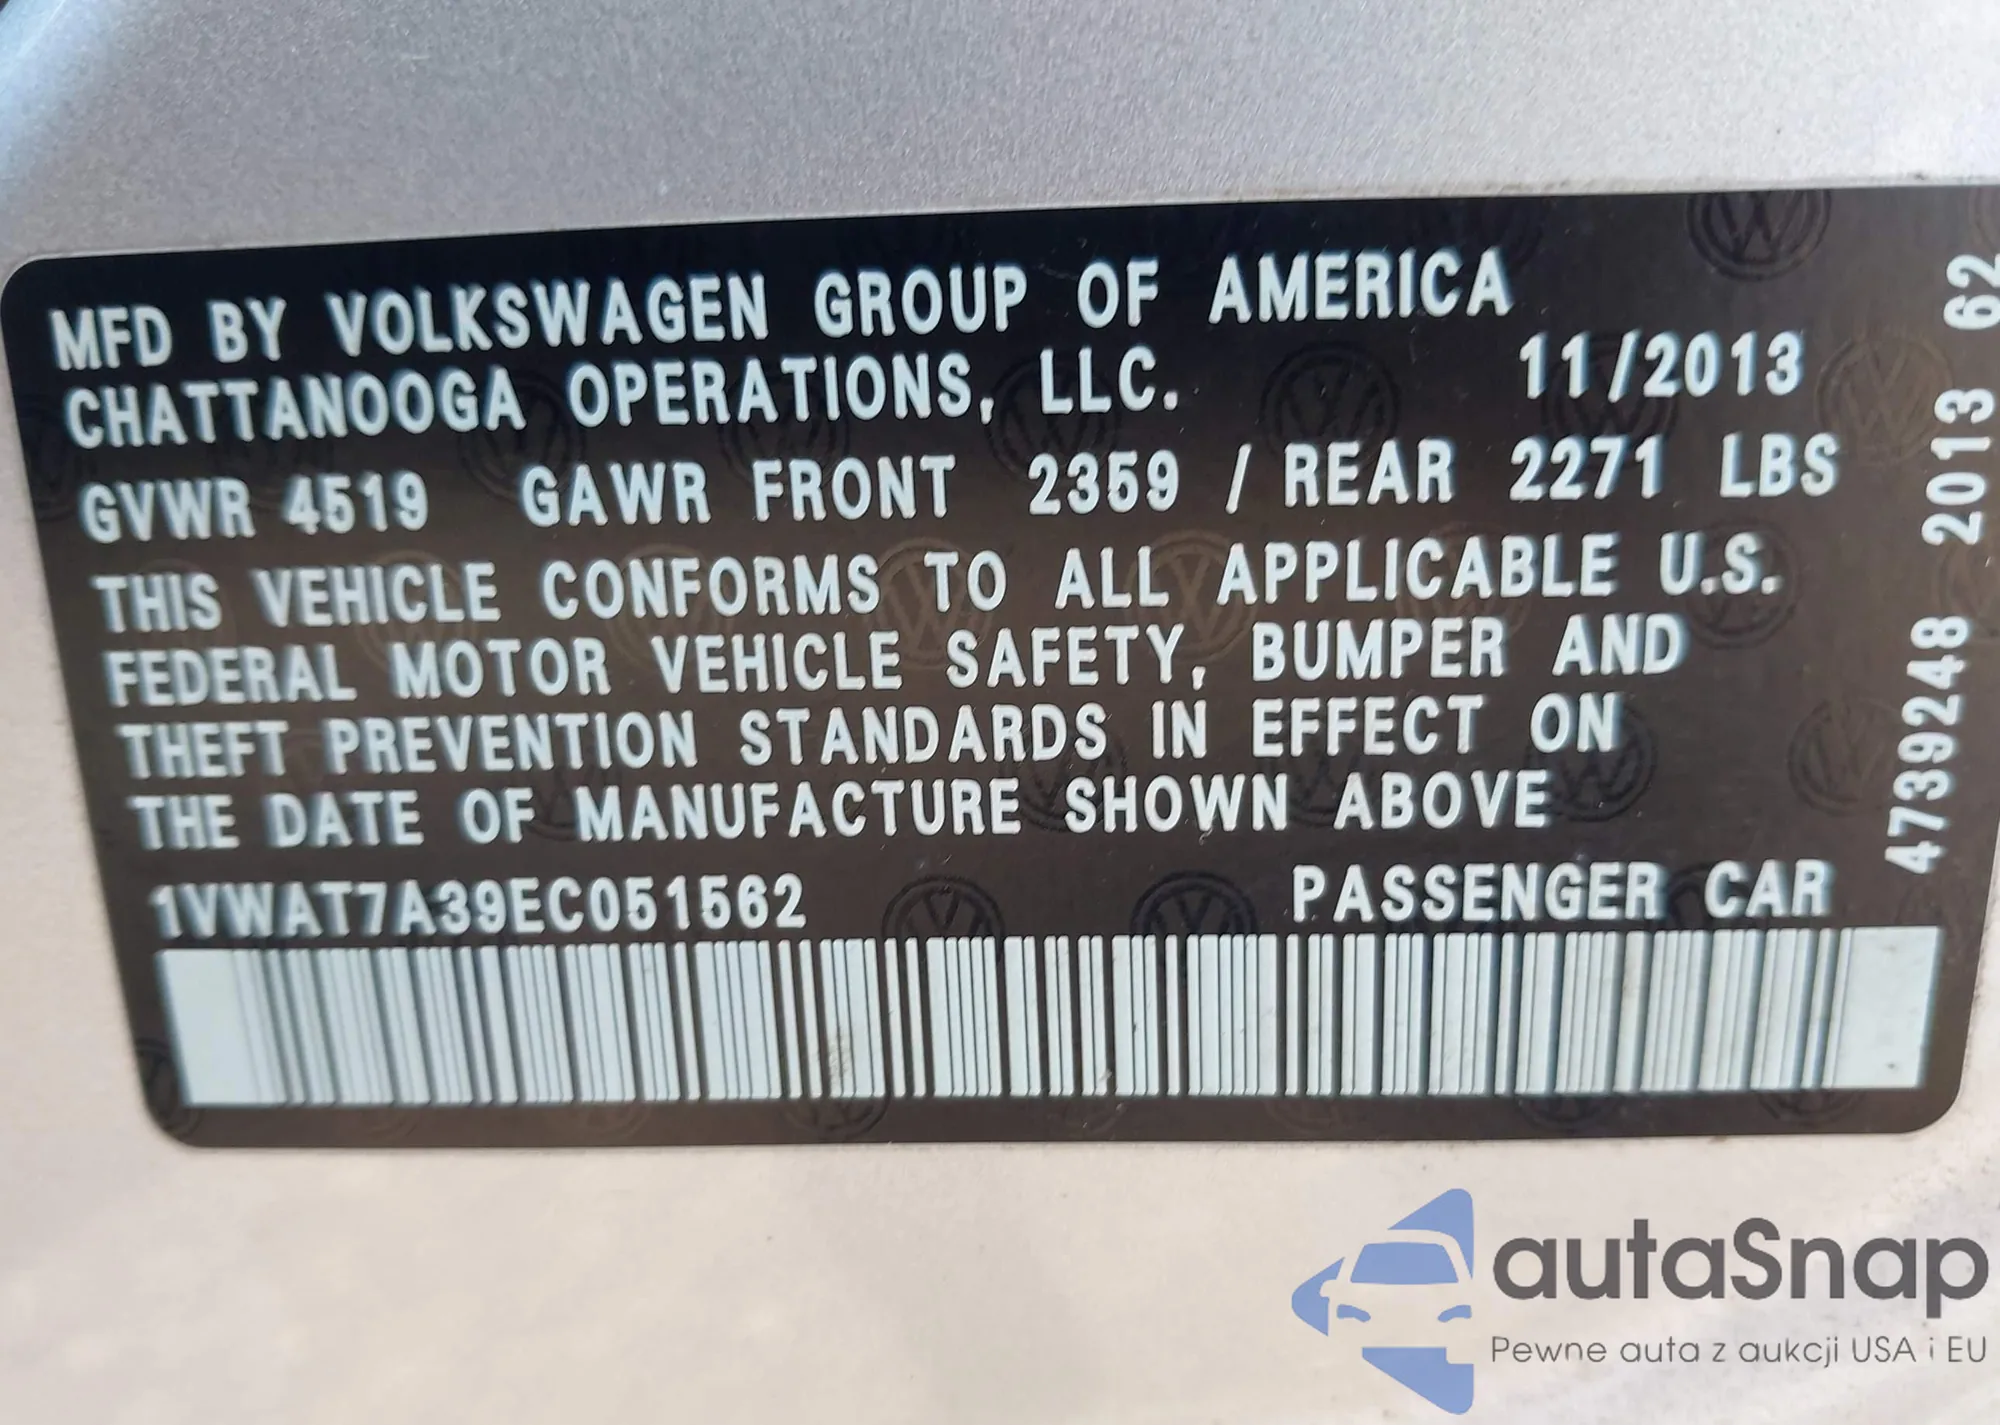 MFD BY VOLKSWAGEN GROUP OF AMERICA
CHATTANOOGA OPERATIONS, LLC. 11/2013
GVWR 4519 GAWR FRONT 2359 / REAR 2271 LBS
THIS VEHICLE CONFORMS TO ALL APPLICABLE U.S.
FEDERAL MOTOR VEHICLE SAFETY, BUMPER AND
THEFT PREVENTION STANDARDS IN EFFECT ON
THE DATE OF MANUFACTURE SHOWN ABOVE
1VWAT7A39EC051562 PASSENGER CAR
4739248 2013 62
autaSnap
Pewne auta z aukcji USA i EU